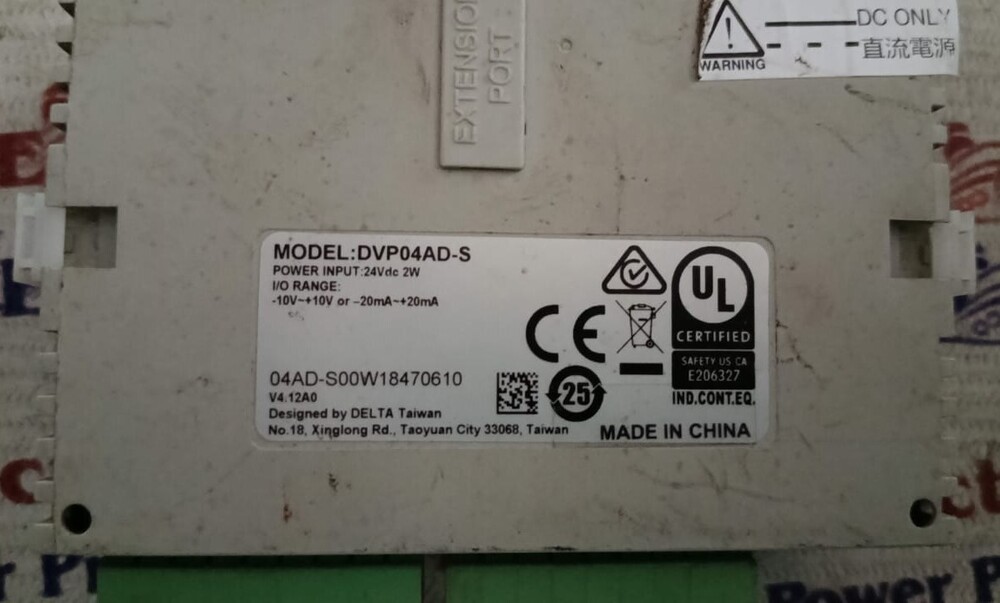 EXTENSION
PORT
DC ONLY
直流電源
WARNING
MODEL:DVP04AD-S
POWER INPUT:24Vdc 2W
I/O RANGE:
-10V~+10V or -20mA~+20mA
UL
CERTIFIED
SAFETY US CA
E206327
IND.CONT.EQ.
CE
25
04AD-S00W18470610
V4.12A0
Designed by DELTA Taiwan
No.18, Xinglong Rd., Taoyuan City 33068, Taiwan
MADE IN CHINA
Power